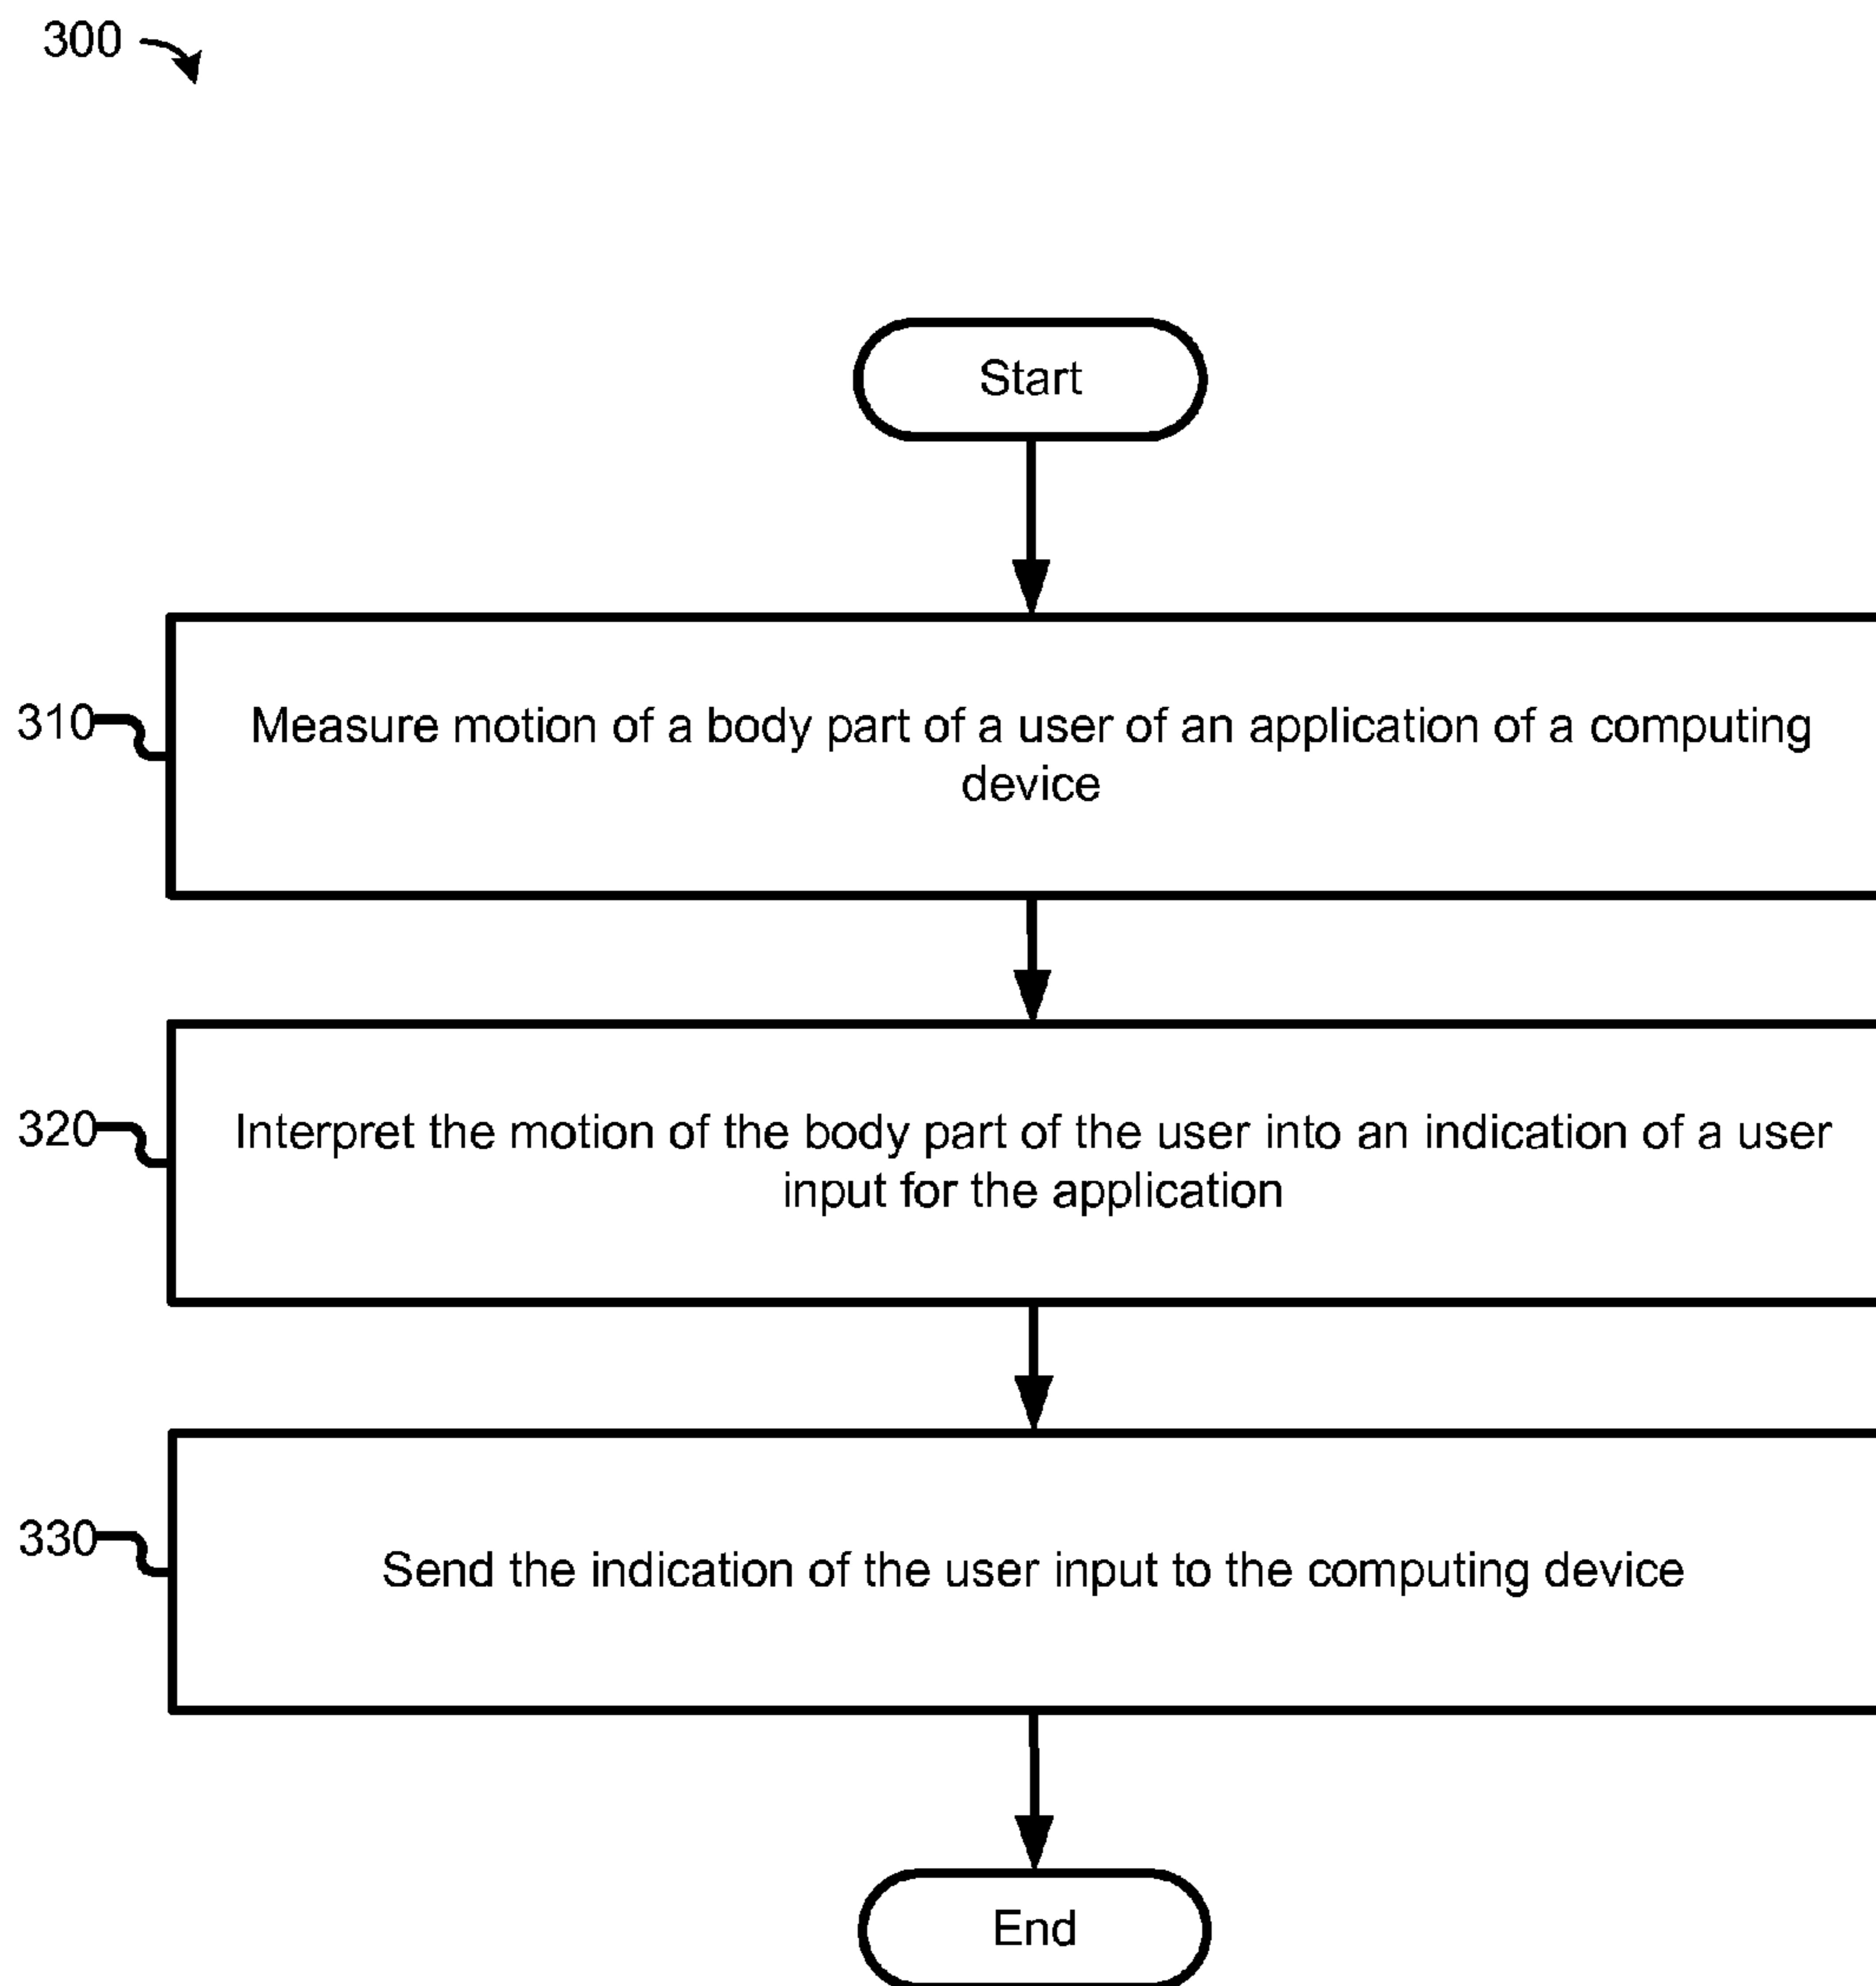 300
Start
310
Measure motion of a body part of a user of an application of a computing
device
320
Interpret the motion of the body part of the user into an indication of a user
input for the application
330
Send the indication of the user input to the computing device
End